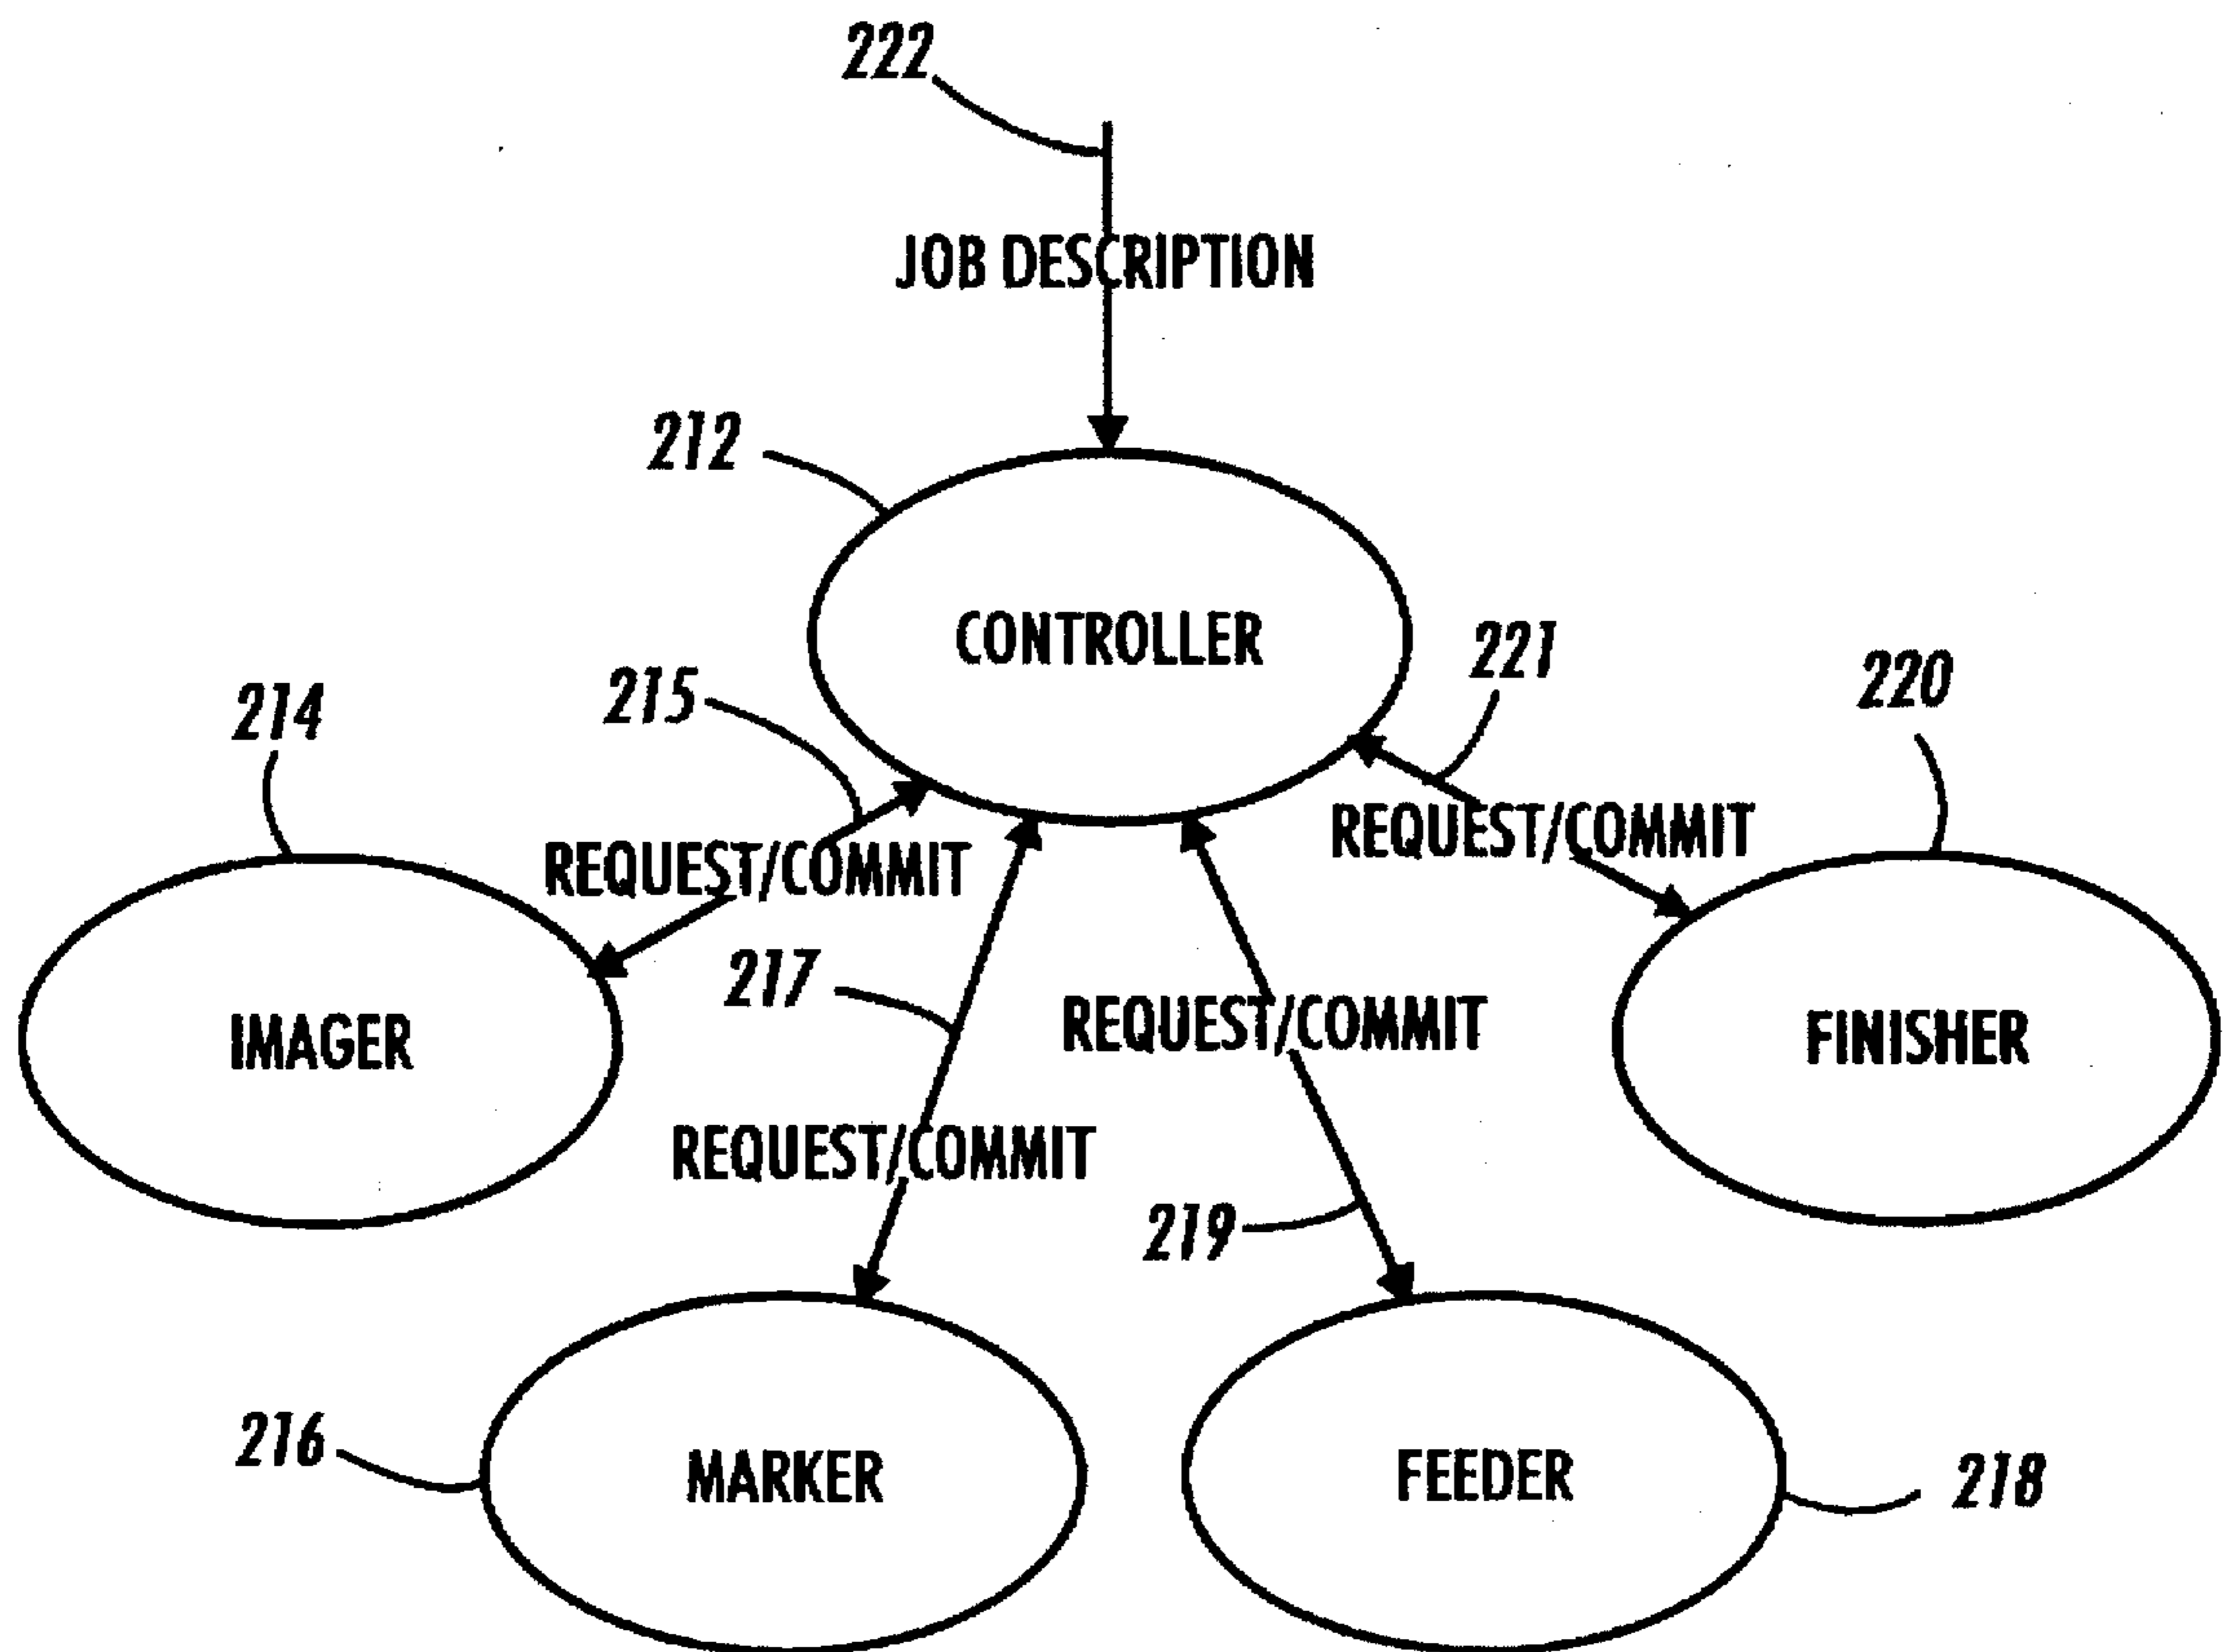 222
JOB DESCRIPTION
212
CONTROLLER
221
215
220
214
REQUEST/COMMIT
REQUEST/COMMIT
217
REQUEST/COMMIT
IMAGER
FINISHER
REQUEST/COMMIT
219
216
MARKER
FEEDER
218